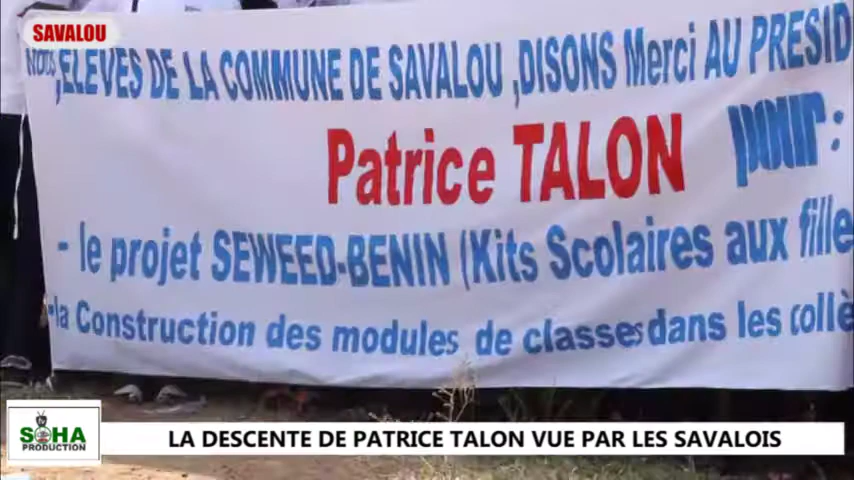 SAVALOU
NOUS,ELÈVES DE LA COMMUNE DE SAVALOU ,DISONS Merci AU PRESID
Patrice TALON pour :
- le projet SEWEED-BENIN (Kits Scolaires aux fille
-la Construction des modules de classes dans les collè
SOHA
PRODUCTION
LA DESCENTE DE PATRICE TALON VUE PAR LES SAVALOIS